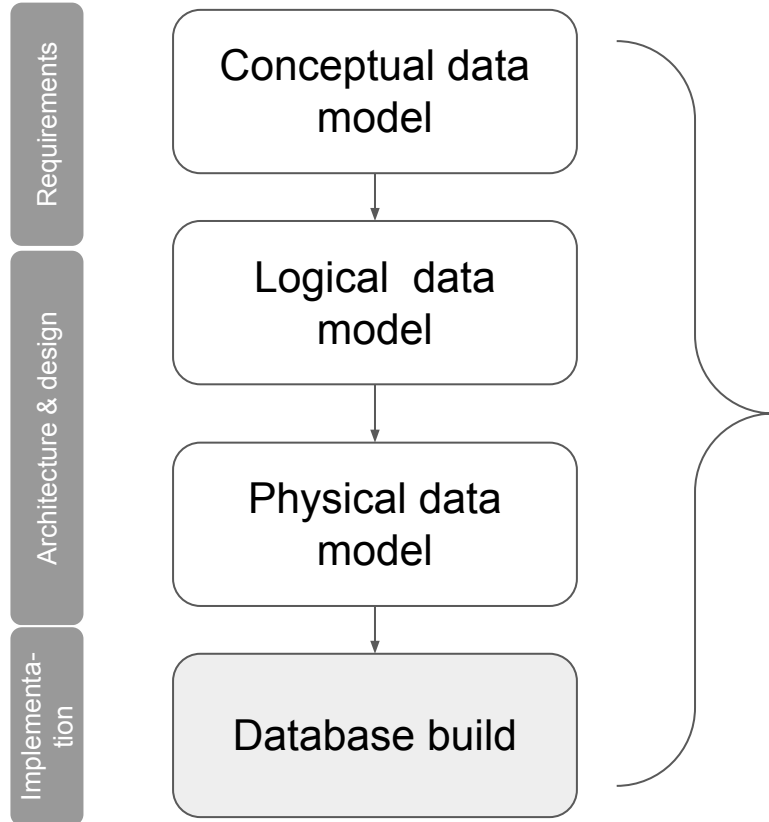 Requirements
Conceptual data
model
Architecture & design
Logical  data
model
Physical data
model
Implementa-
tion
Database build